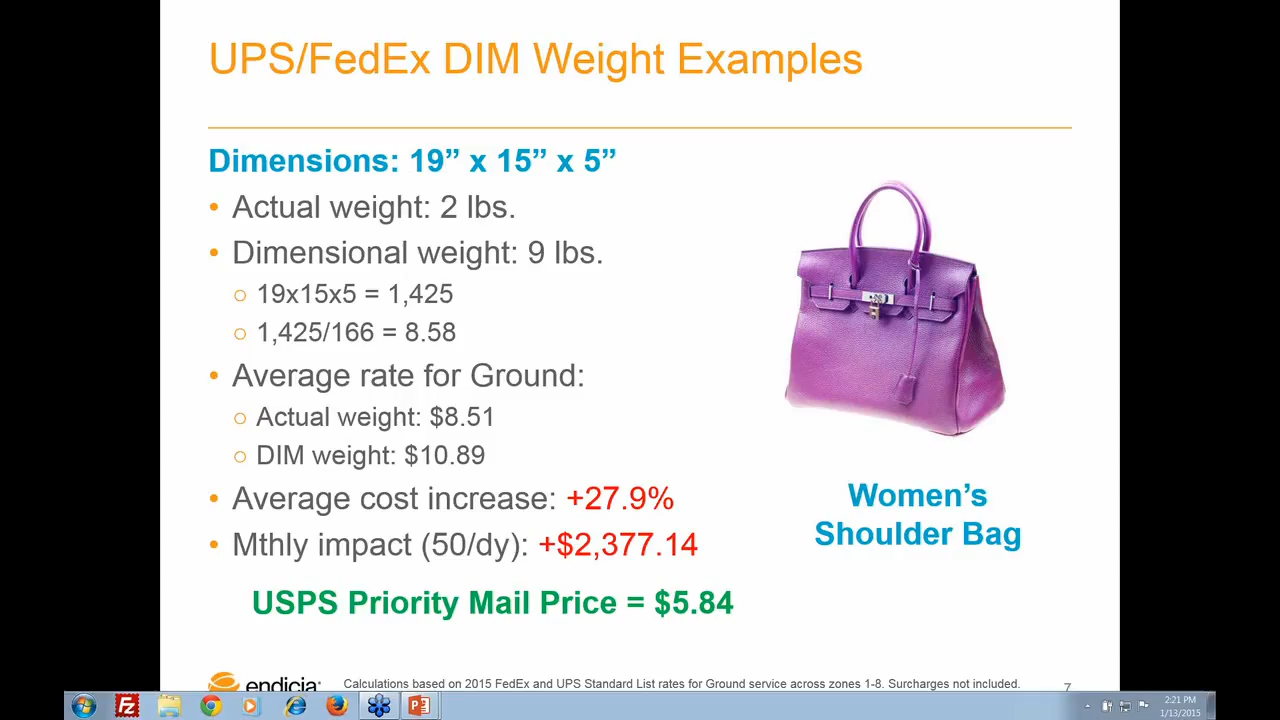 UPS/FedEx DIM Weight Examples
Dimensions: 19” x 15” x 5”
• Actual weight: 2 lbs.
• Dimensional weight: 9 lbs.
○ 19x15x5 = 1,425
○ 1,425/166 = 8.58
• Average rate for Ground:
○ Actual weight: $8.51
○ DIM weight: $10.89
• Average cost increase: +27.9%
• Mthly impact (50/dy): +$2,377.14
USPS Priority Mail Price = $5.84
Women’s
Shoulder Bag
endicia
Calculations based on 2015 FedEx and UPS Standard List rates for Ground service across zones 1-8. Surcharges not included.
7
2:21 PM
1/13/2015